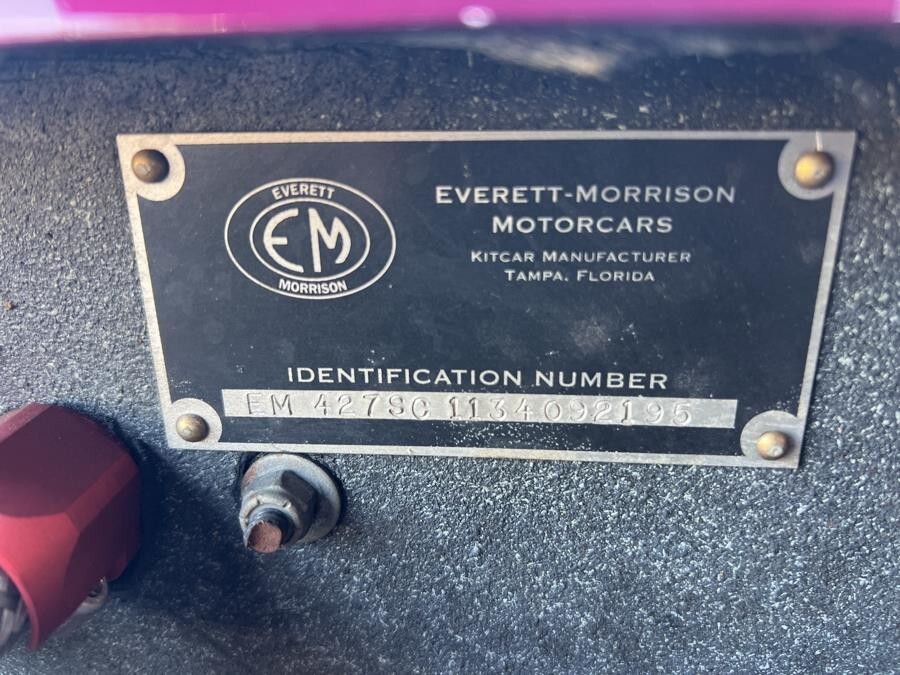 EVERETT
EM
MORRISON
EVERETT-MORRISON
MOTORCARS
KITCAR MANUFACTURER
TAMPA, FLORIDA
IDENTIFICATION NUMBER
EM 427SC 1134092195